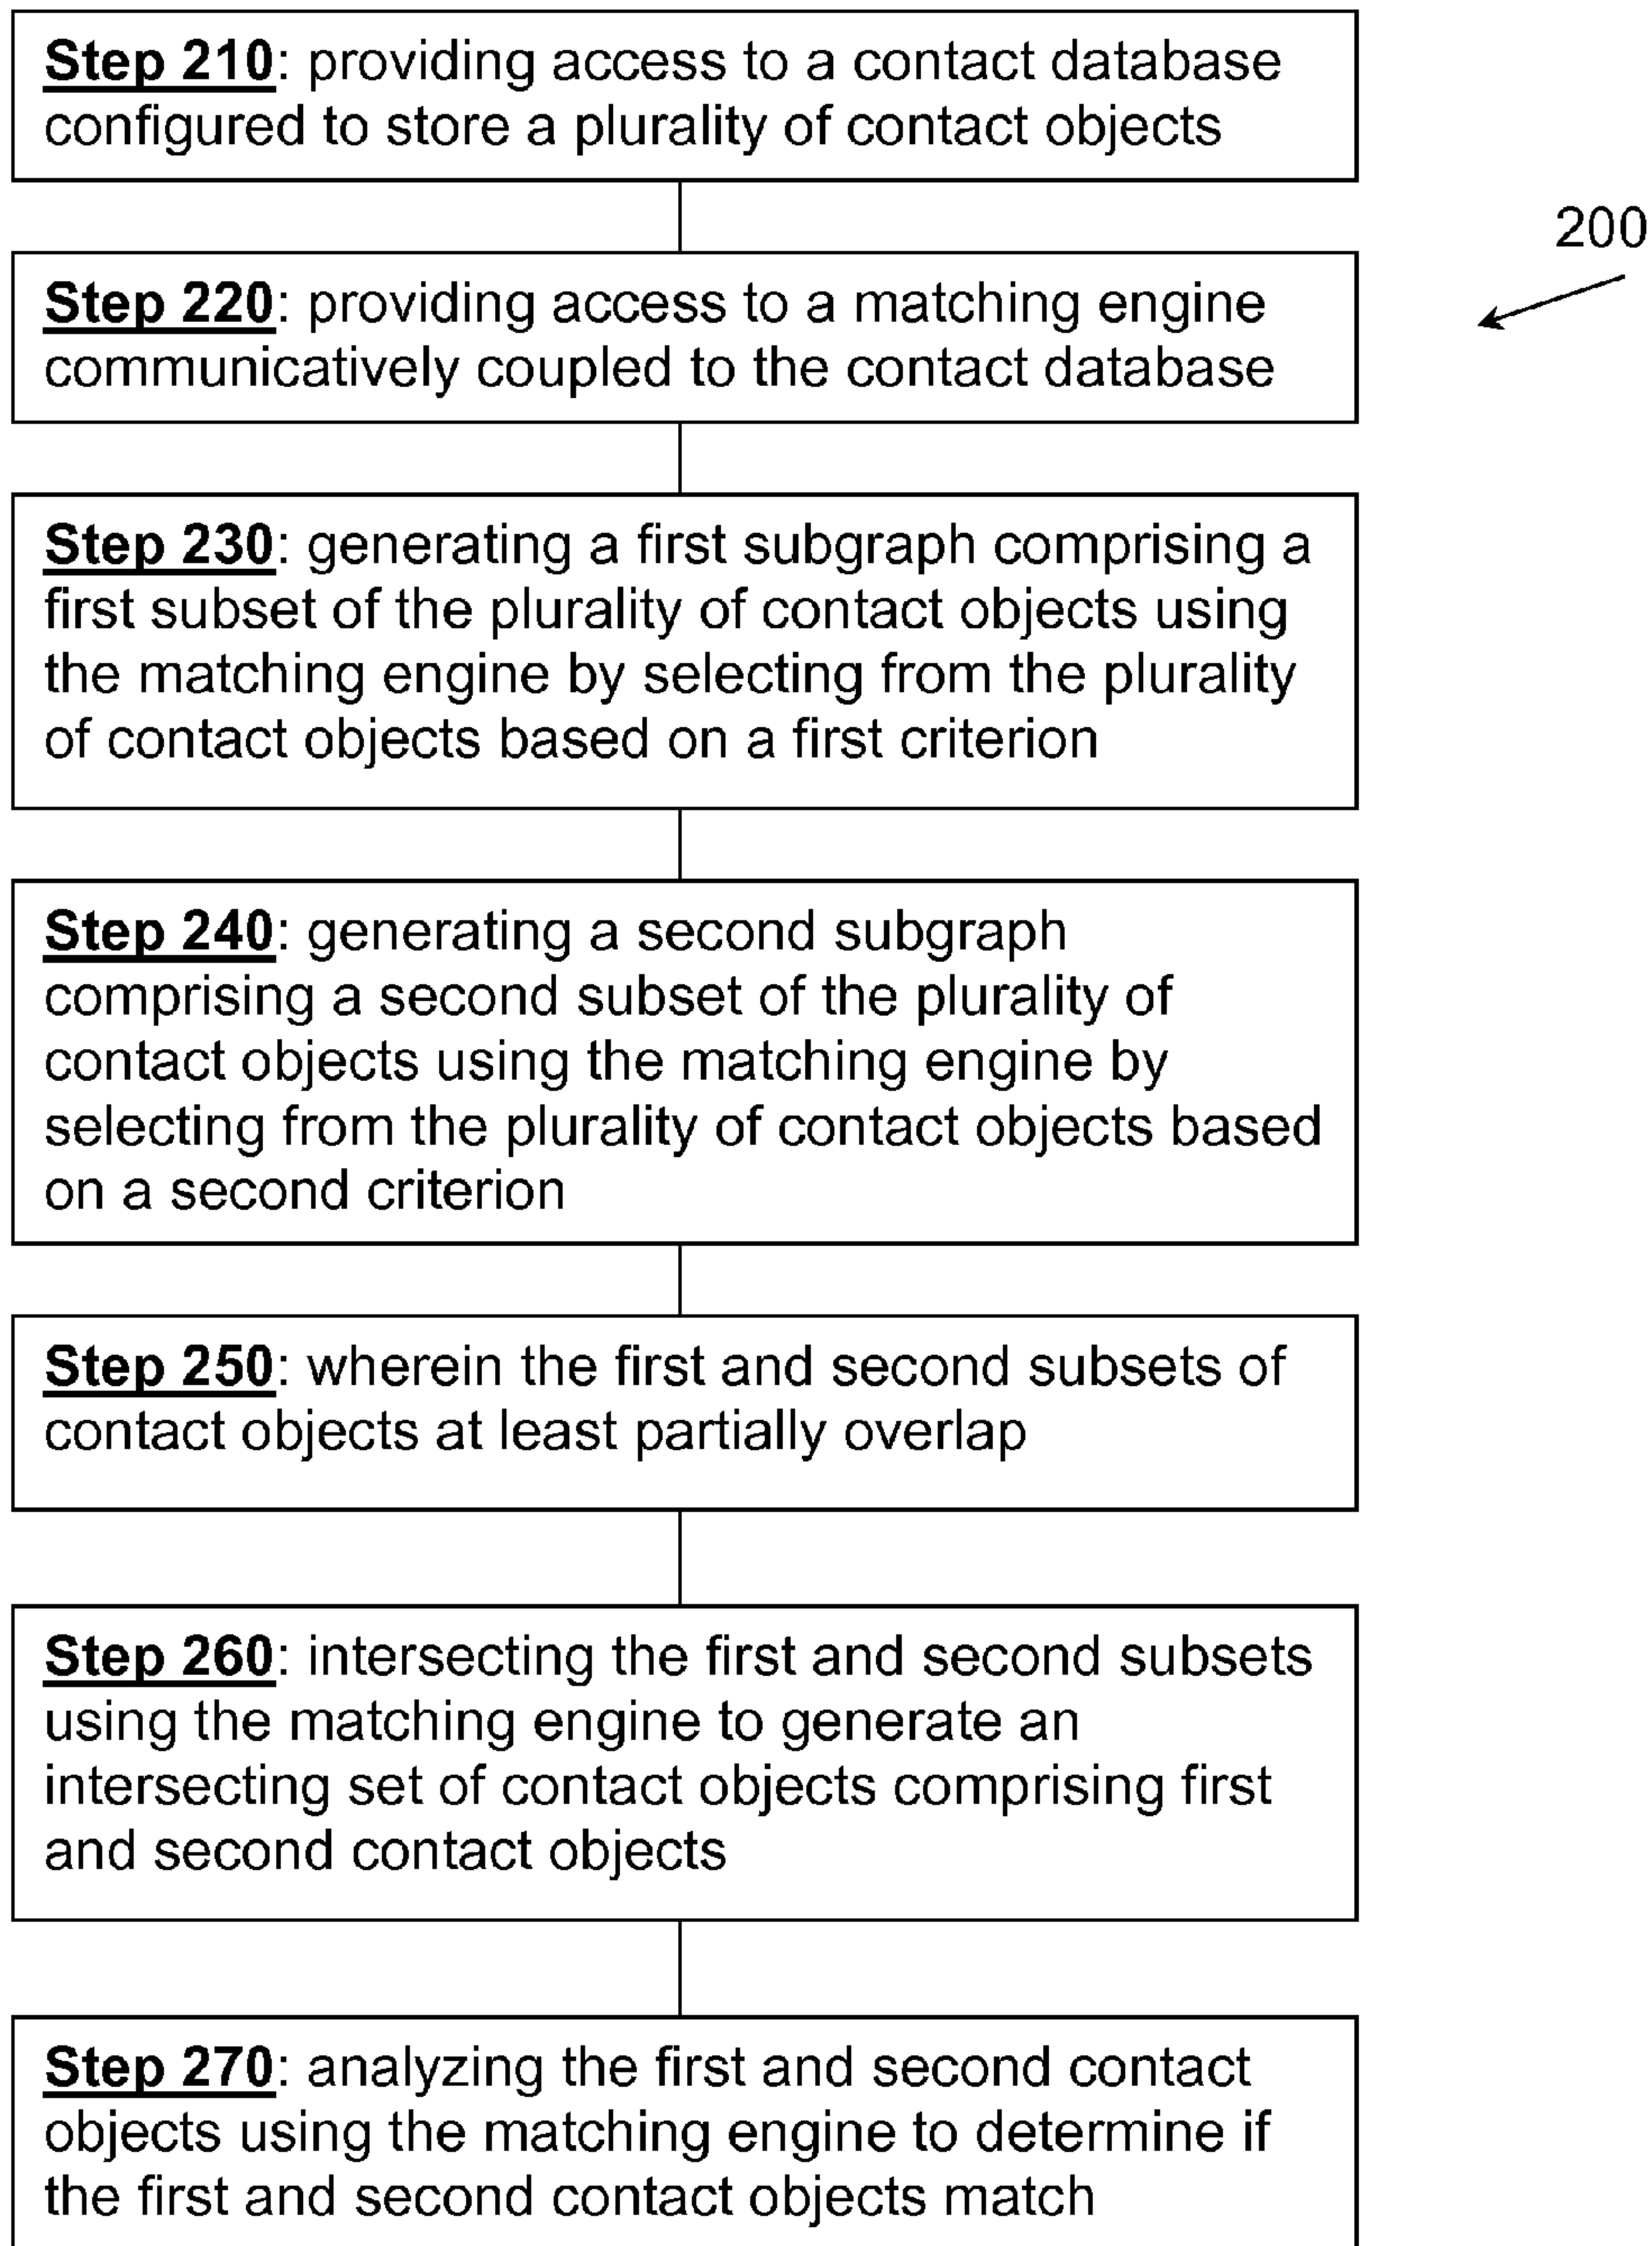 Step 210: providing access to a contact database
configured to store a plurality of contact objects
200
Step 220: providing access to a matching engine
communicatively coupled to the contact database
Step 230: generating a first subgraph comprising a
first subset of the plurality of contact objects using
the matching engine by selecting from the plurality
of contact objects based on a first criterion
Step 240: generating a second subgraph
comprising a second subset of the plurality of
contact objects using the matching engine by
selecting from the plurality of contact objects based
on a second criterion
Step 250: wherein the first and second subsets of
contact objects at least partially overlap
Step 260: intersecting the first and second subsets
using the matching engine to generate an
intersecting set of contact objects comprising first
and second contact objects
Step 270: analyzing the first and second contact
objects using the matching engine to determine if
the first and second contact objects match